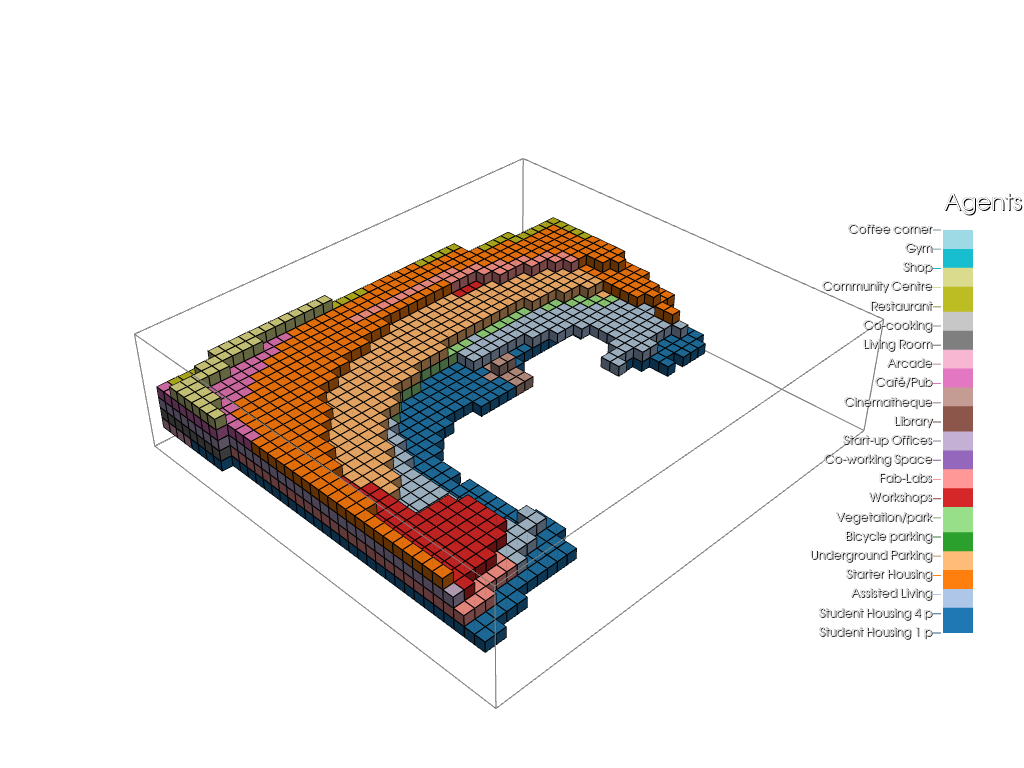 Agents
Coffee corner
Gym
Shop
Community Centre
Restaurant
Co-cooking
Living Room
Arcade
Café/Pub
Cinematheque
Library
Start-up Offices
Co-working Space
Fab-Labs
Workshops
Vegetation/park
Bicycle parking
Underground Parking
Starter Housing
Assisted Living
Student Housing 4 p
Student Housing 1 p